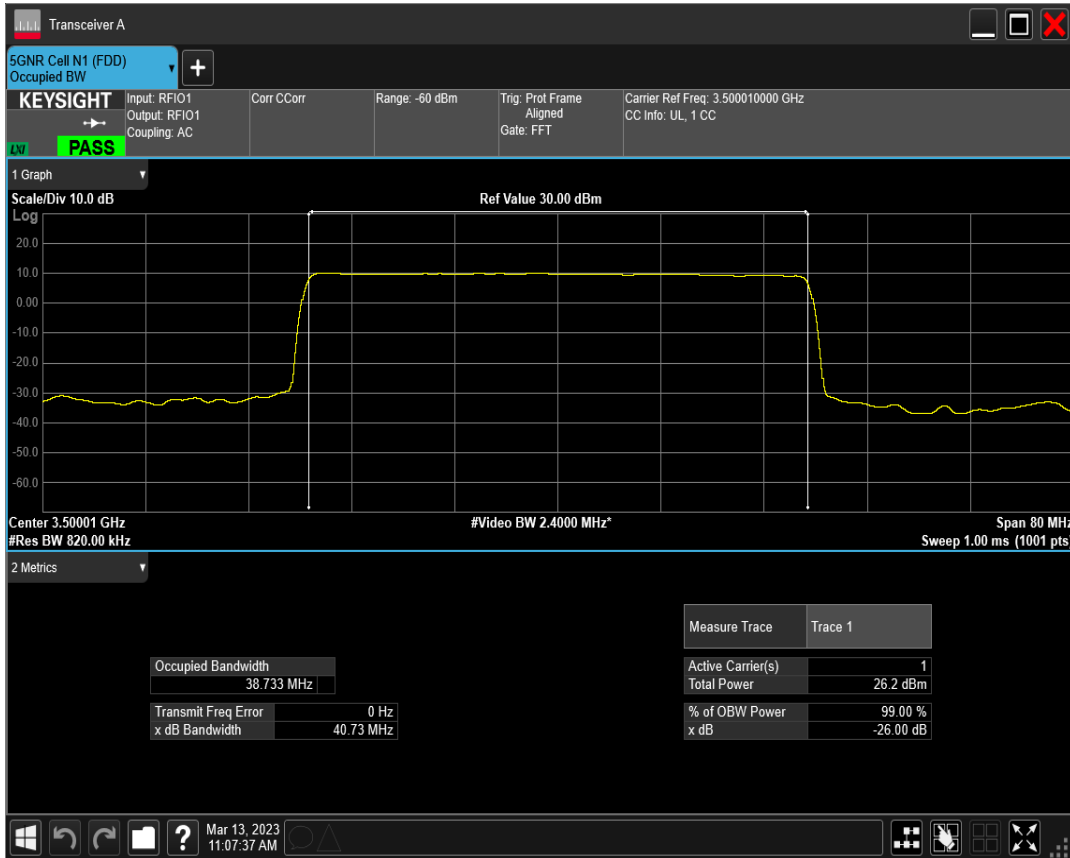 Transceiver A
5GNR Cell N1 (FDD)
Occupied BW
+
KEYSIGHT
LXI
PASS
Input: RFIO1
Output: RFIO1
Coupling: AC
Corr CCorr
Range: -60 dBm
Trig: Prot Frame
Aligned
Gate: FFT
Carrier Ref Freq: 3.500010000 GHz
CC Info: UL, 1 CC
1 Graph
Scale/Div 10.0 dB
Ref Value 30.00 dBm
Log
20.0
10.0
0.00
-10.0
-20.0
-30.0
-40.0
-50.0
-60.0
Center 3.50001 GHz
#Video BW 2.4000 MHz*
Span 80 MHz
#Res BW 820.00 kHz
Sweep 1.00 ms (1001 pts)
2 Metrics
Measure Trace Trace 1
Occupied Bandwidth
38.733 MHz
Active Carrier(s) 1
Total Power 26.2 dBm
Transmit Freq Error 0 Hz
x dB Bandwidth 40.73 MHz
% of OBW Power 99.00 %
x dB -26.00 dB
?
Mar 13, 2023
11:07:37 AM